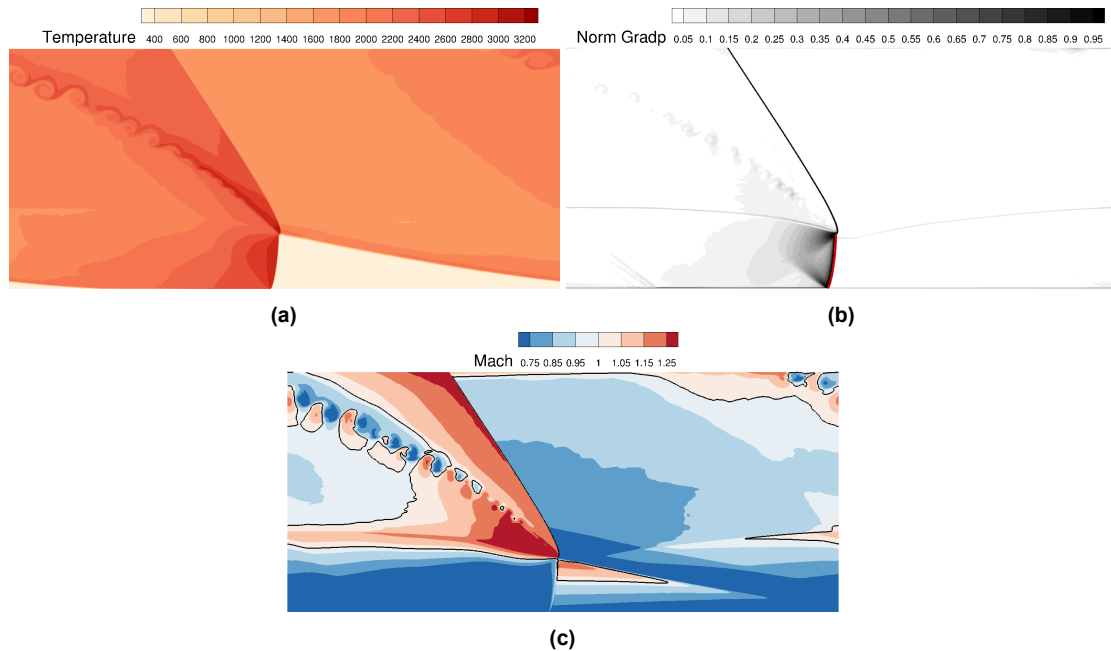 Temperature 400 600 800 1000 1200 1400 1600 1800 2000 2200 2400 2600 2800 3000 3200
Norm Gradp 0.05 0.1 0.15 0.2 0.25 0.3 0.35 0.4 0.45 0.5 0.55 0.6 0.65 0.7 0.75 0.8 0.85 0.9 0.95
(a)
(b)
Mach 0.75 0.85 0.95 1 1.05 1.15 1.25
(c)